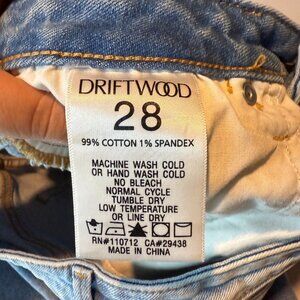 DRIFTWOOD
28
99% COTTON 1% SPANDEX
MACHINE WASH COLD
OR HAND WASH COLD
NO BLEACH
NORMAL CYCLE
TUMBLE DRY
LOW TEMPERATURE
OR LINE DRY
RN#110712 CA#29438
MADE IN CHINA